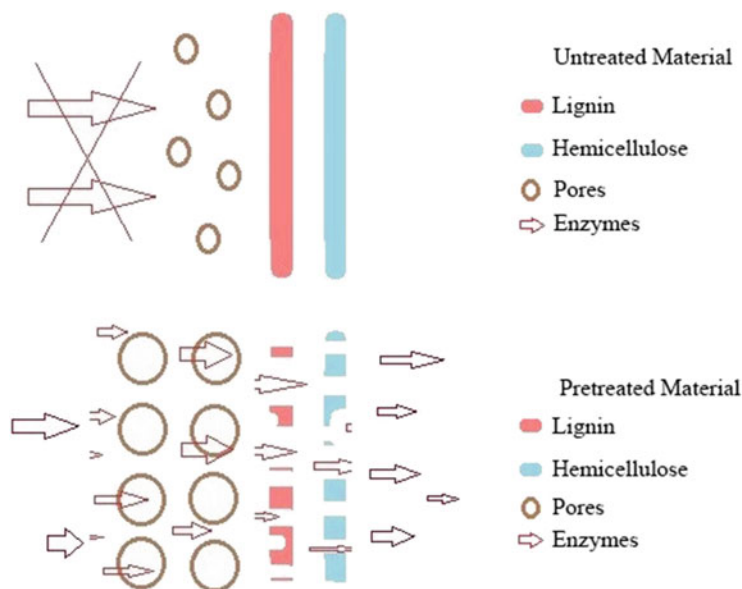 Untreated Material
Lignin
Hemicellulose
Pores
Enzymes
Pretreated Material
Lignin
Hemicellulose
Pores
Enzymes